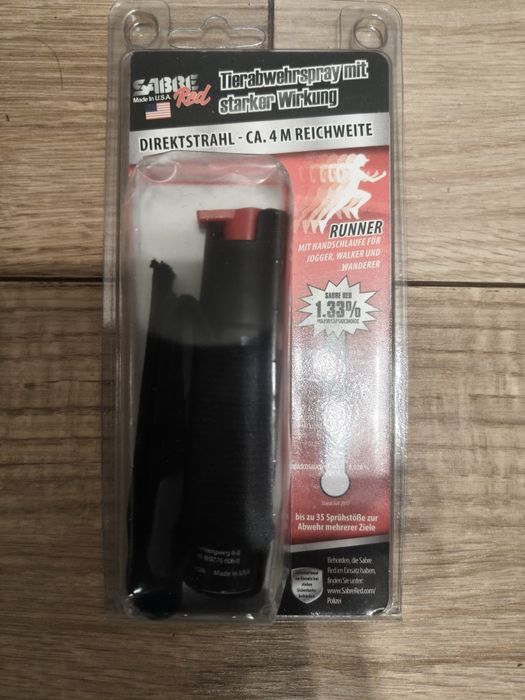 SABRE
Red
Made in U.S.A.
Tierabwehrspray mit
starker Wirkung
DIREKTSTRAHL - CA. 4 M REICHWEITE
RUNNER
MIT HANDSCHLAUFE FÜR
JOGGER, WALKER UND
WANDERER
SABRE RED
1.33%
bis zu 35 Sprühstöße zur
Abwehr mehrerer Ziele
Made in USA
Behörden, die Sabre
Red im Einsatz haben,
finden Sie unter:
www.SabreRed.com/
Polizei